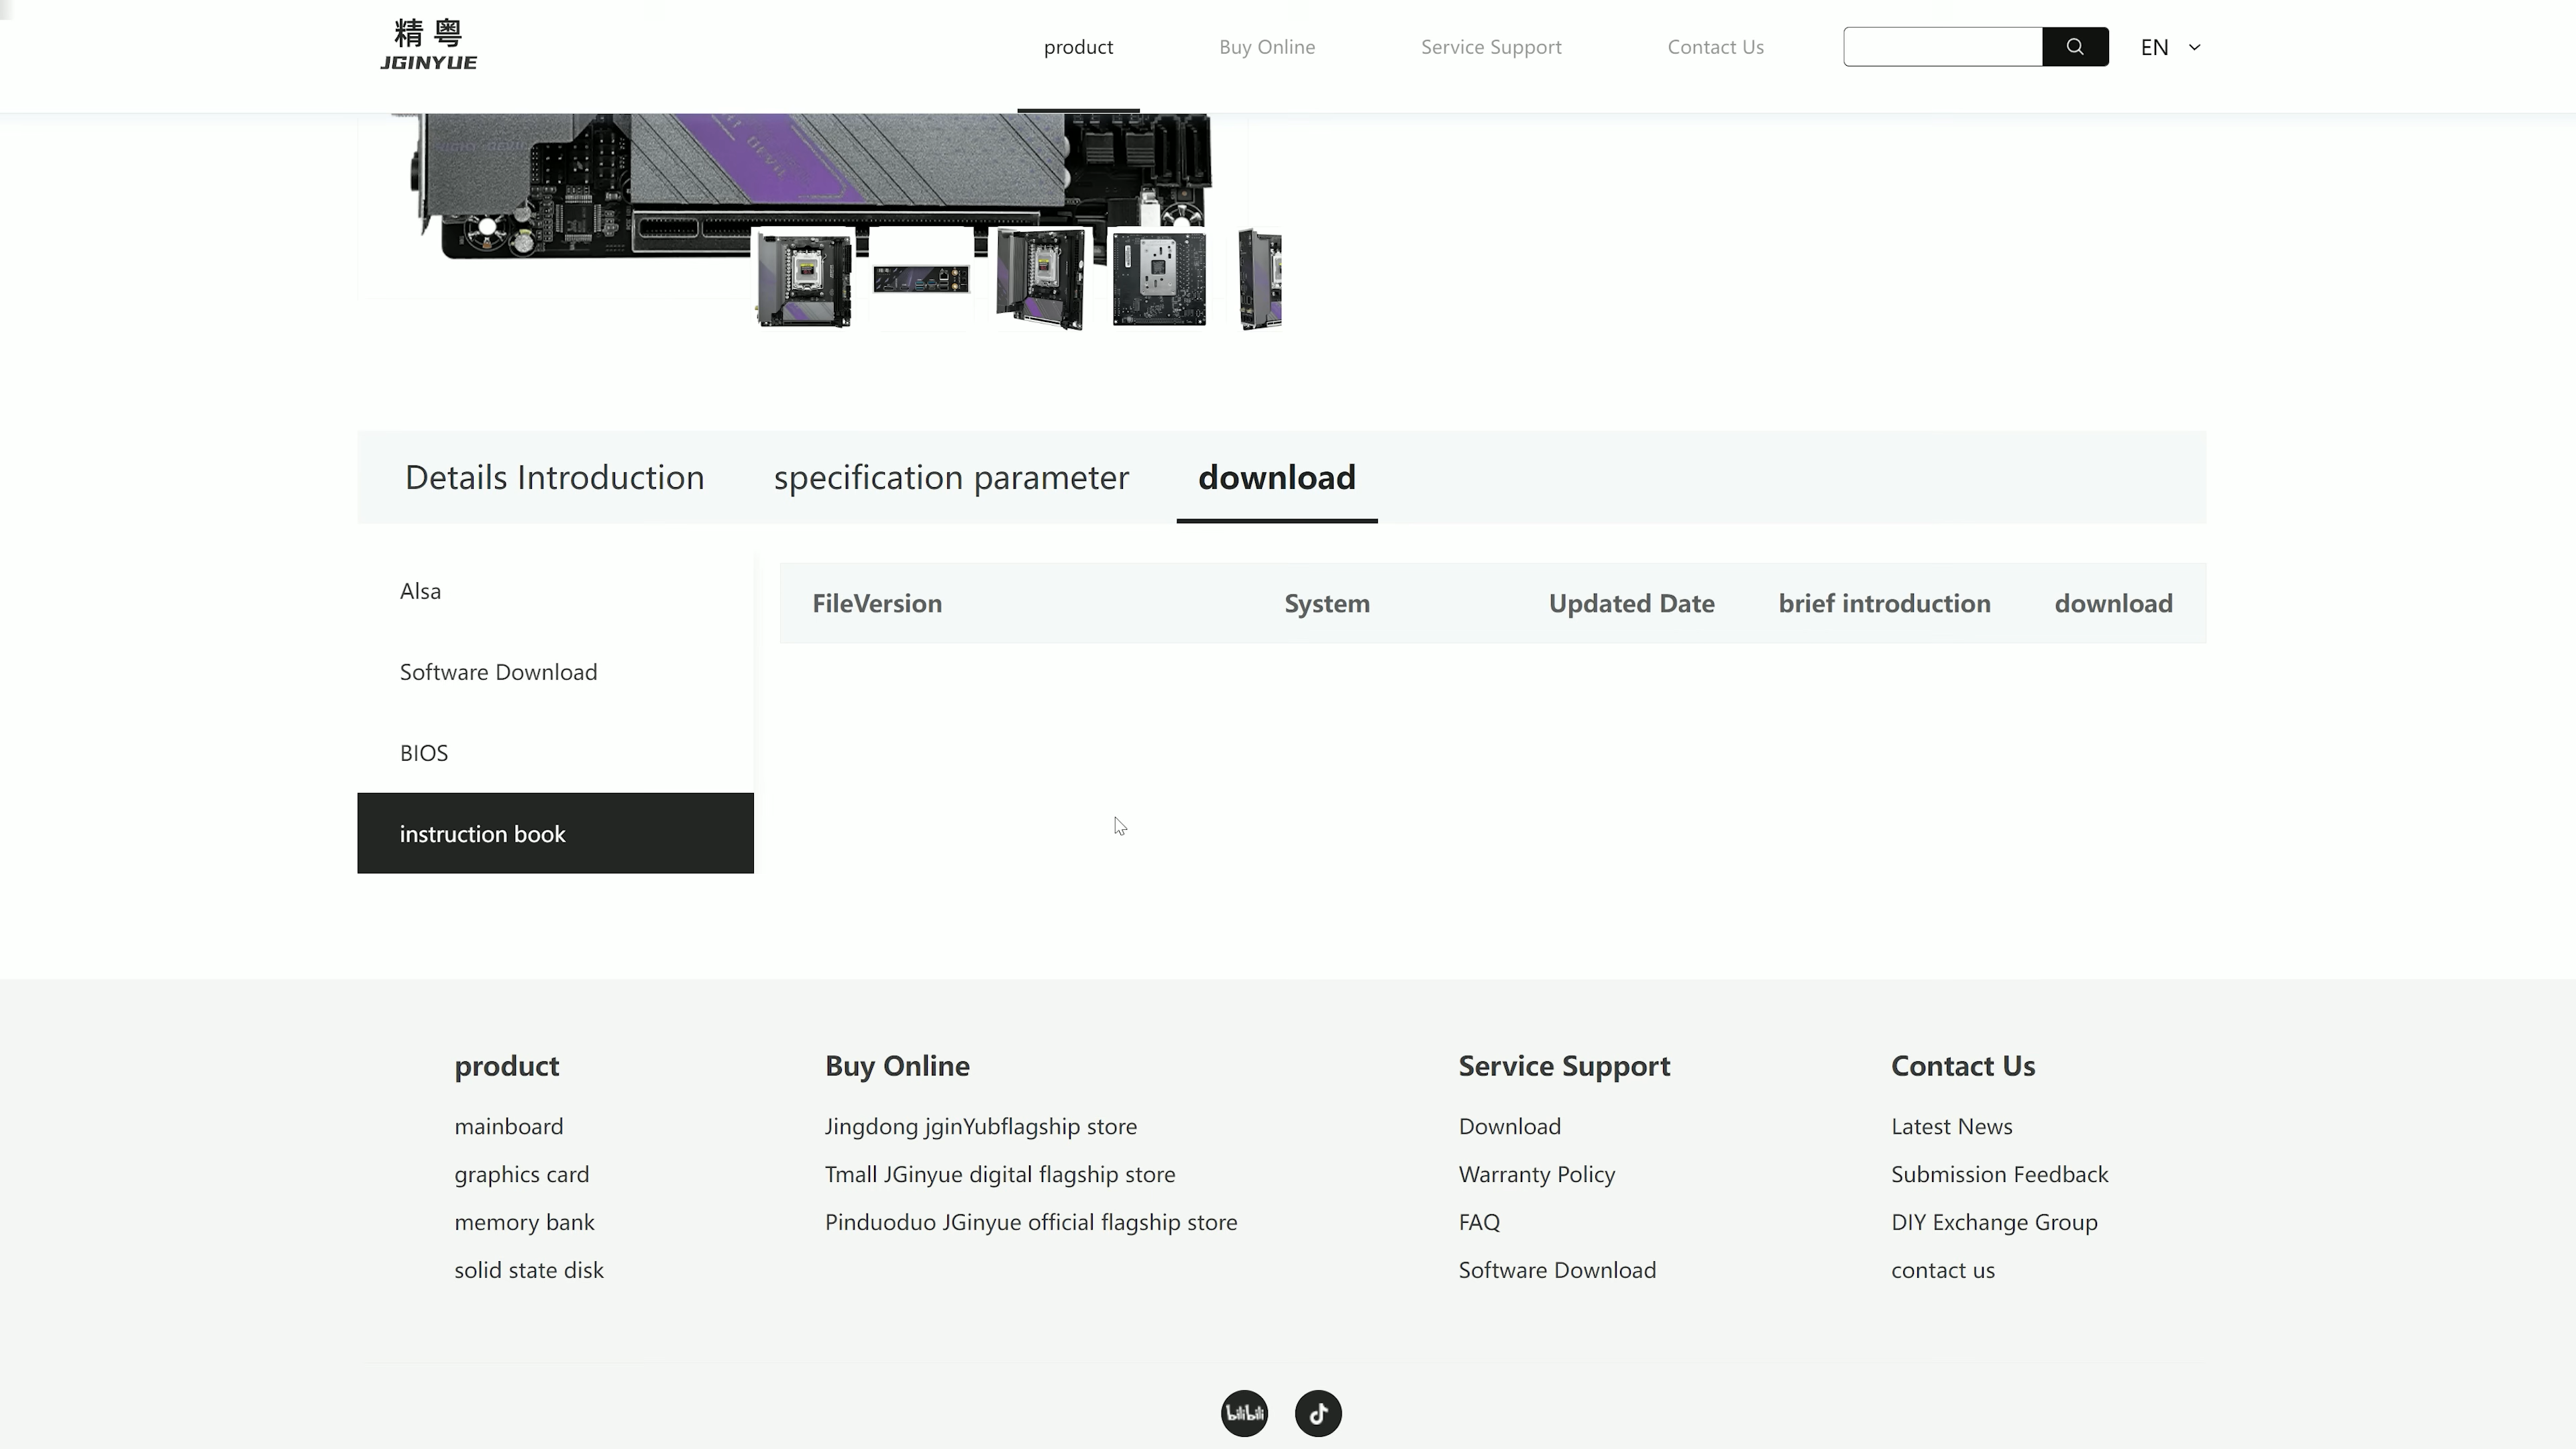 精粤
JGINYUE
product
Buy Online
Service Support
Contact Us
EN
Details Introduction
specification parameter
download
Alsa
Software Download
BIOS
instruction book
FileVersion
System
Updated Date
brief introduction
download
product
mainboard
graphics card
memory bank
solid state disk
Buy Online
Jingdong jginYubflagship store
Tmall JGinyue digital flagship store
Pinduoduo JGinyue official flagship store
Service Support
Download
Warranty Policy
FAQ
Software Download
Contact Us
Latest News
Submission Feedback
DIY Exchange Group
contact us
bilibili